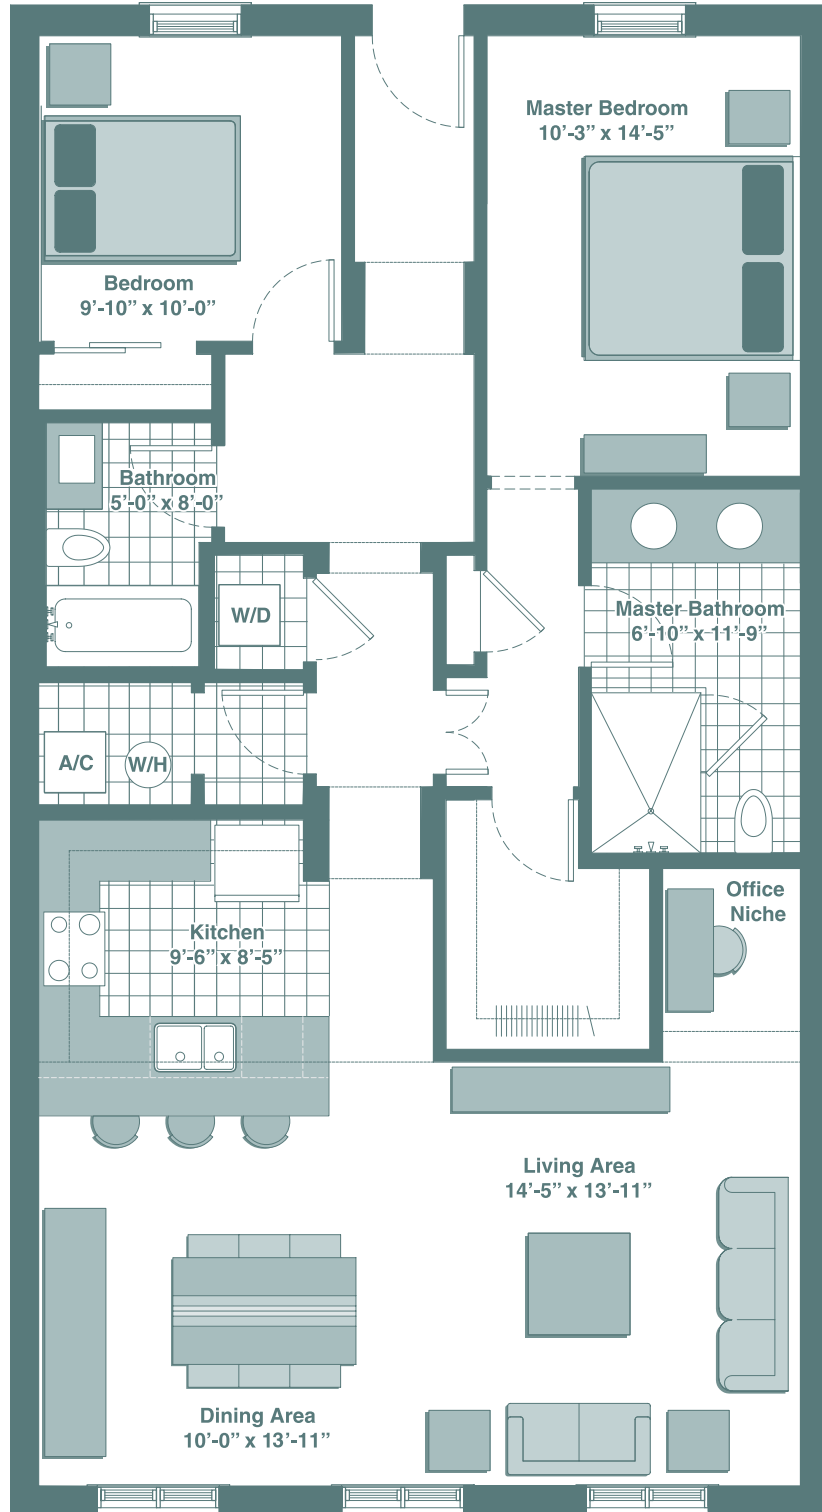 Master Bedroom
10’-3” x 14’-5”
Bedroom
9’-10” x 10’-0”
Bathroom
5’-0” x 8’-0”
W/D
Master Bathroom
6’-10” x 11’-9”
A/C
W/H
Office
Niche
Kitchen
9’-6” x 8’-5”
Living Area
14’-5” x 13’-11”
Dining Area
10’-0” x 13’-11”